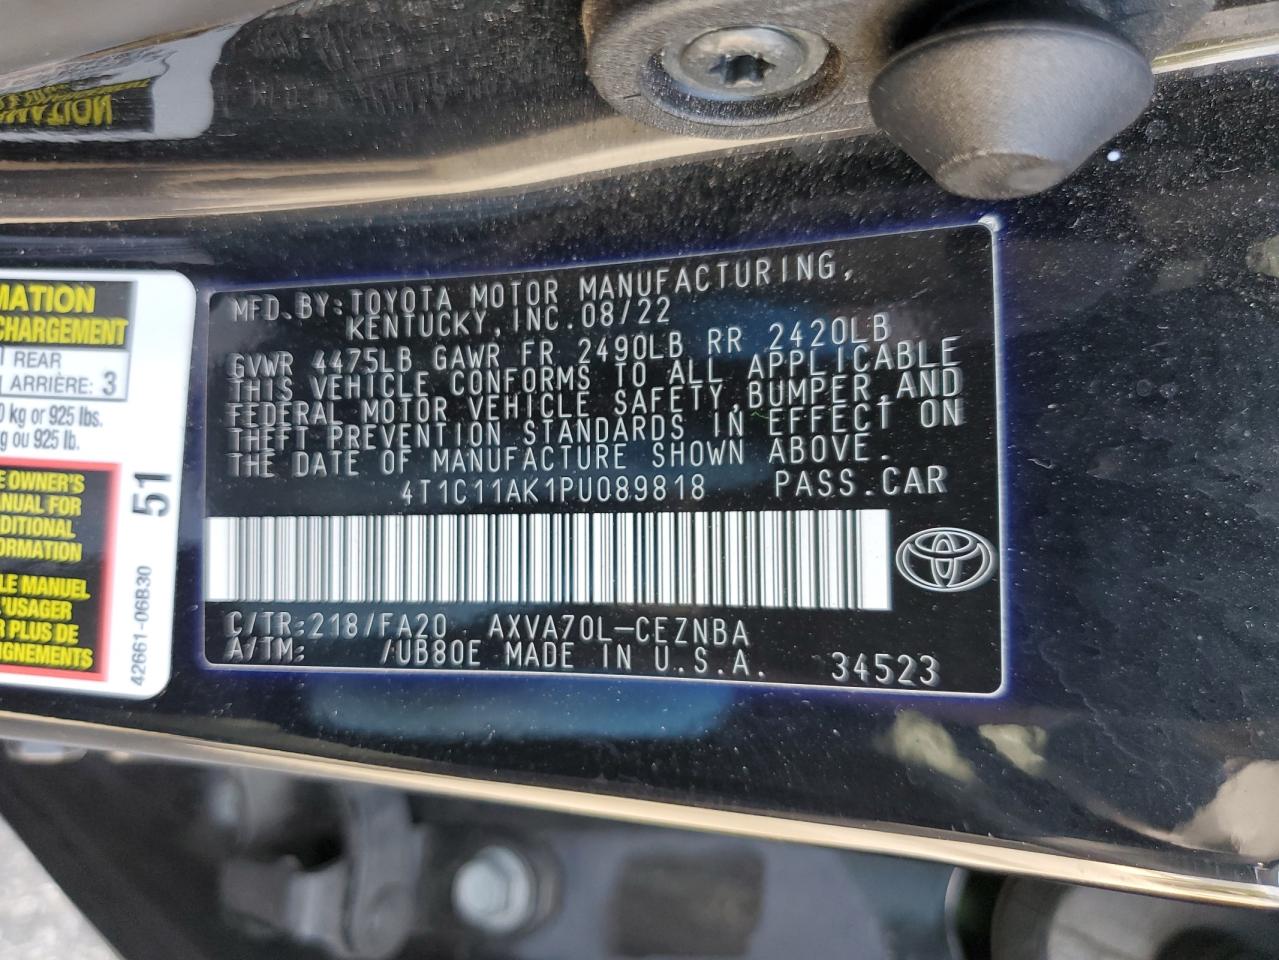 MATION
CHARGEMENT
REAR
ARRIÈRE: 3
kg or 925 lbs.
kg ou 925 lb.
OWNER'S
MANUAL FOR
DITIONAL
ORMATION
LE MANUEL
'USAGER
R PLUS DE
IGNEMENTS
51
42661-06B30
MFD.BY:TOYOTA MOTOR MANUFACTURING,
KENTUCKY,INC.08/22
GVWR 4475LB GAWR FR 2490LB RR 2420LB
THIS VEHICLE CONFORMS TO ALL APPLICABLE
FEDERAL MOTOR VEHICLE SAFETY,BUMPER,AND
THEFT PREVENTION STANDARDS IN EFFECT ON
THE DATE OF MANUFACTURE SHOWN ABOVE.
4T1C11AK1PU089818 PASS.CAR
C/TR:218/FA20 AXVA70L-CEZNBA
A/TM: /UB80E MADE IN U.S.A. 34523